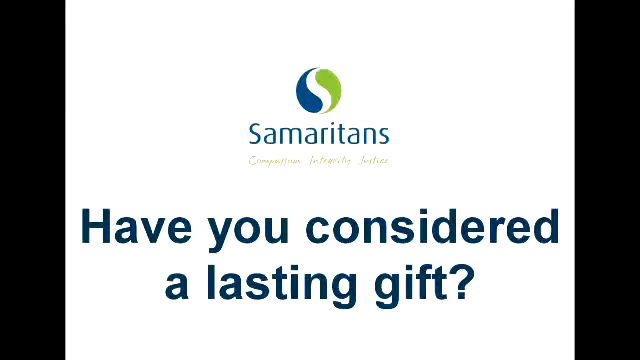 Samaritans
Compassion Integrity Justice
Have you considered
a lasting gift?